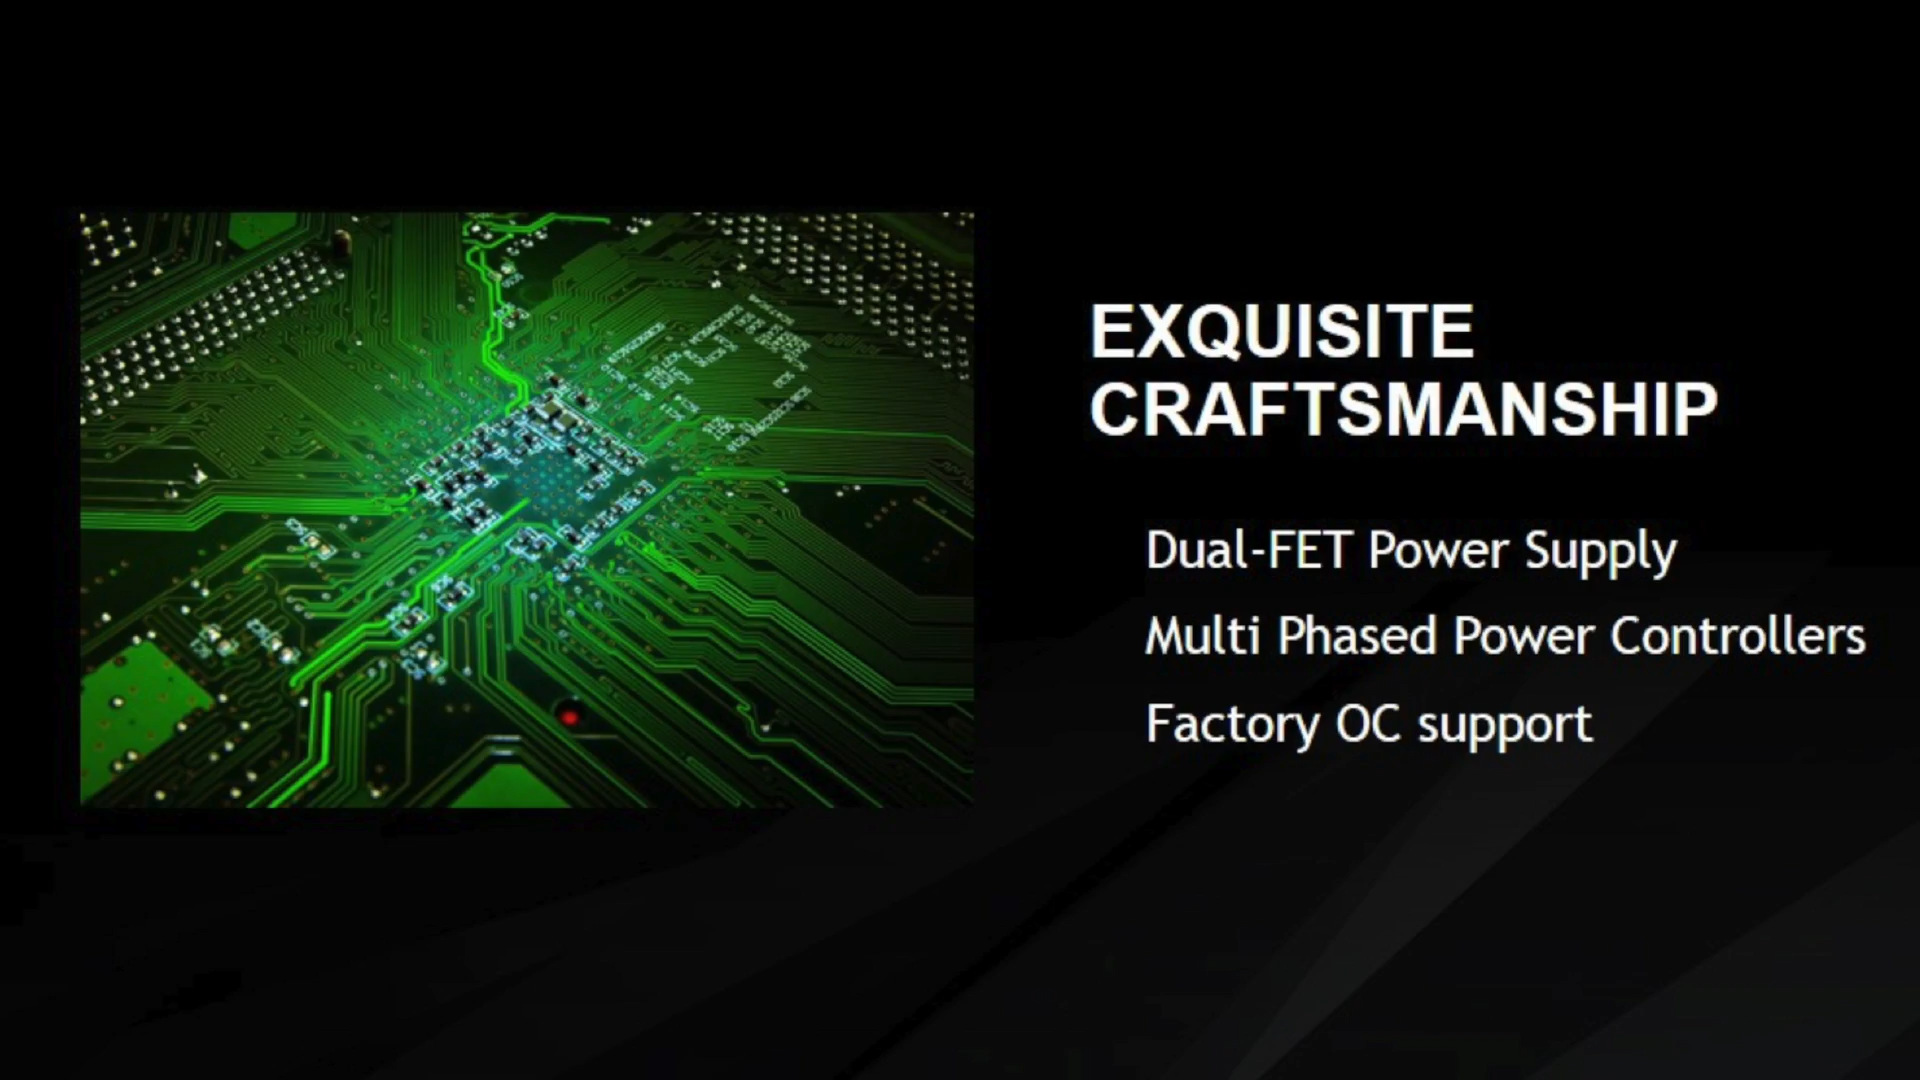 EXQUISITE
CRAFTSMANSHIP
Dual-FET Power Supply
Multi Phased Power Controllers
Factory OC support